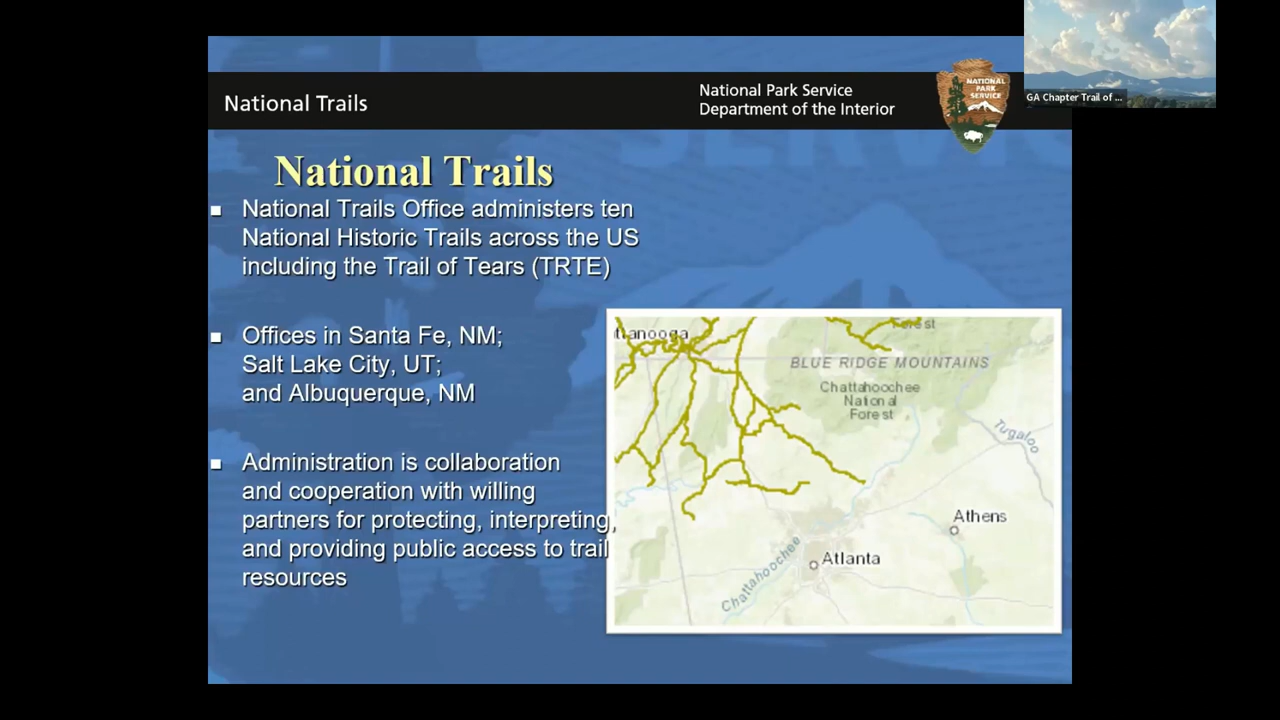 National Trails
National Park Service
Department of the Interior
NATIONAL
PARK
SERVICE
GA Chapter Trail of ...
National Trails
National Trails Office administers ten
National Historic Trails across the US
including the Trail of Tears (TRTE)
Offices in Santa Fe, NM;
Salt Lake City, UT;
and Albuquerque, NM
Administration is collaboration
and cooperation with willing
partners for protecting, interpreting,
and providing public access to trail
resources
ttanooga
Forest
BLUE RIDGE MOUNTAINS
Chattahoochee
National
Forest
Tugaloo
Athens
Atlanta
Chattahoochee